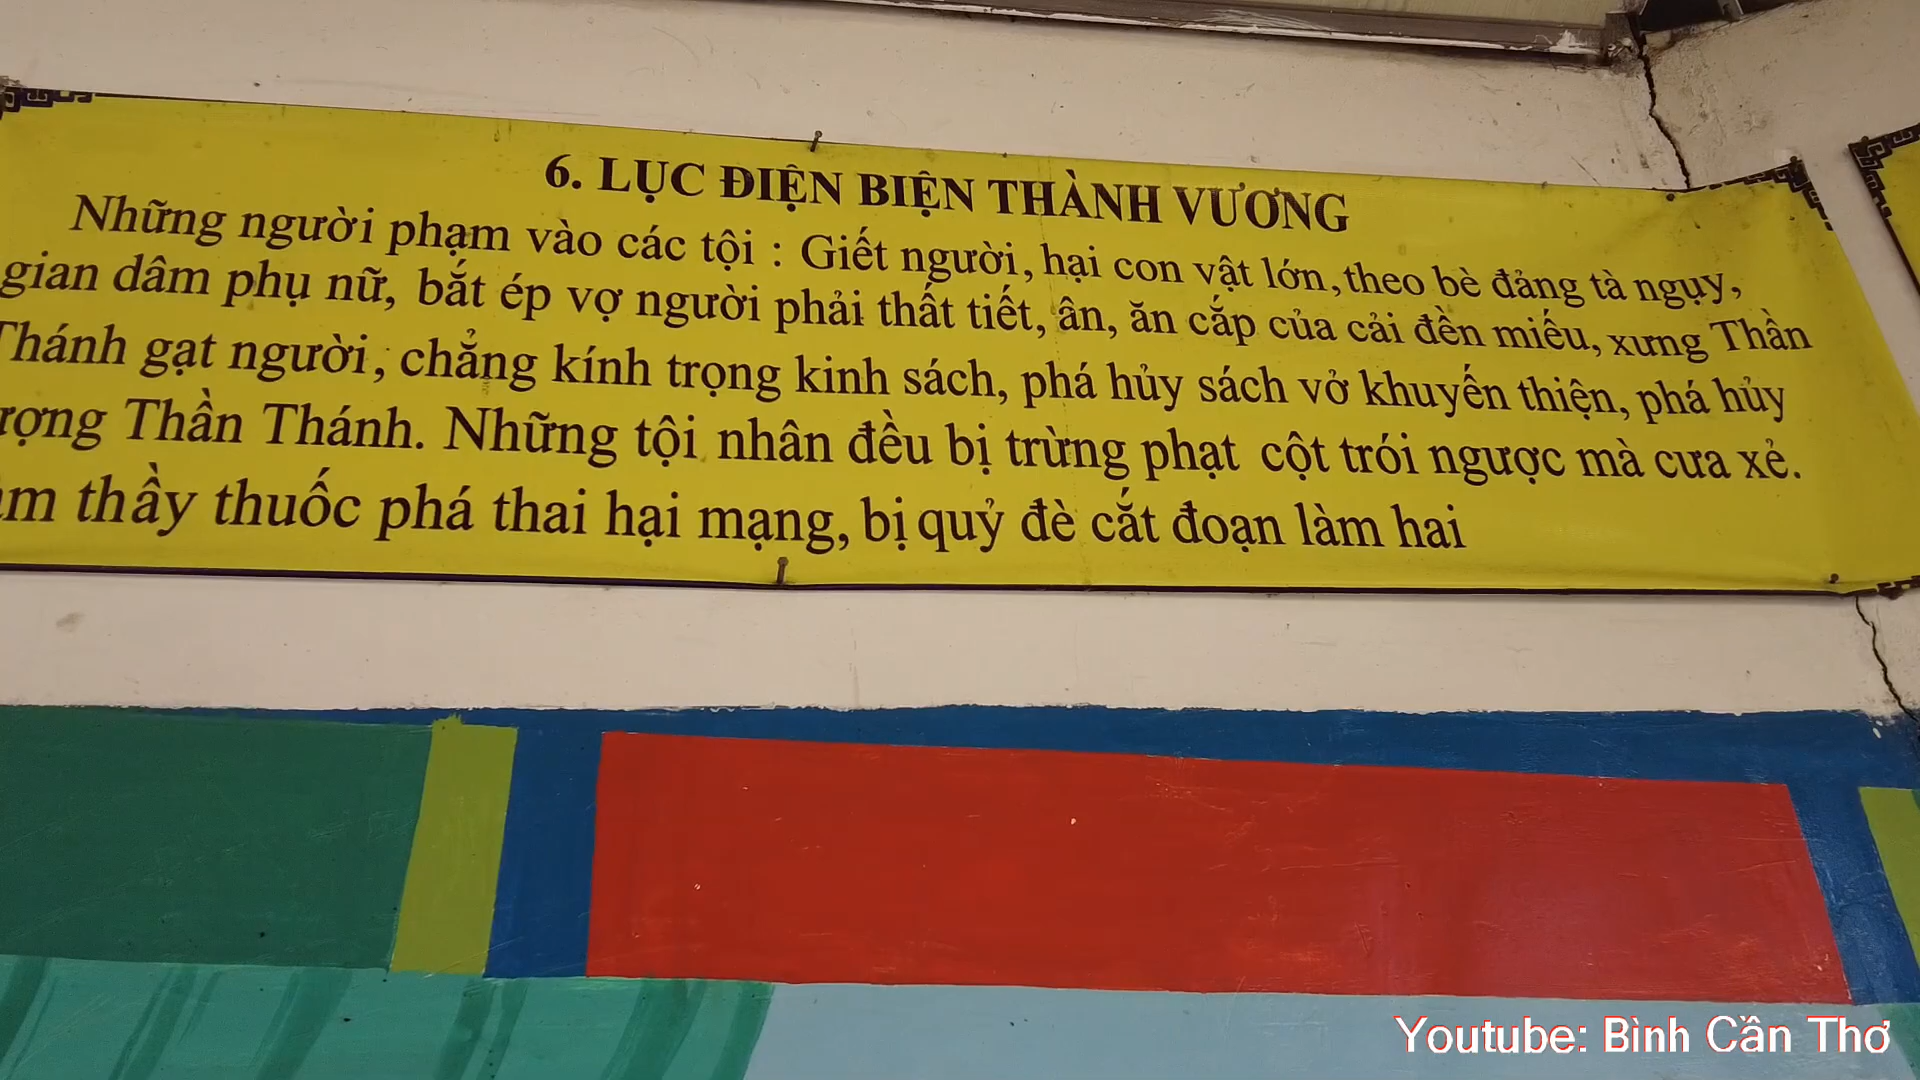 6. LỤC ĐIỆN BIỆN THÀNH VƯƠNG
Những người phạm vào các tội : Giết người, hại con vật lớn, theo bè đảng tà ngụy,
gian dâm phụ nữ, bắt ép vợ người phải thất tiết, ân, ăn cắp của cải đền miếu, xưng Thần
Thánh gạt người, chẳng kính trọng kinh sách, phá hủy sách vở khuyến thiện, phá hủy
Thần Thánh. Những tội nhân đều bị trừng phạt cột trói ngược mà cưa xẻ.
thầy thuốc phá thai hại mạng, bị quỷ đè cắt đoạn làm hai
Youtube: Bình Cần Thơ